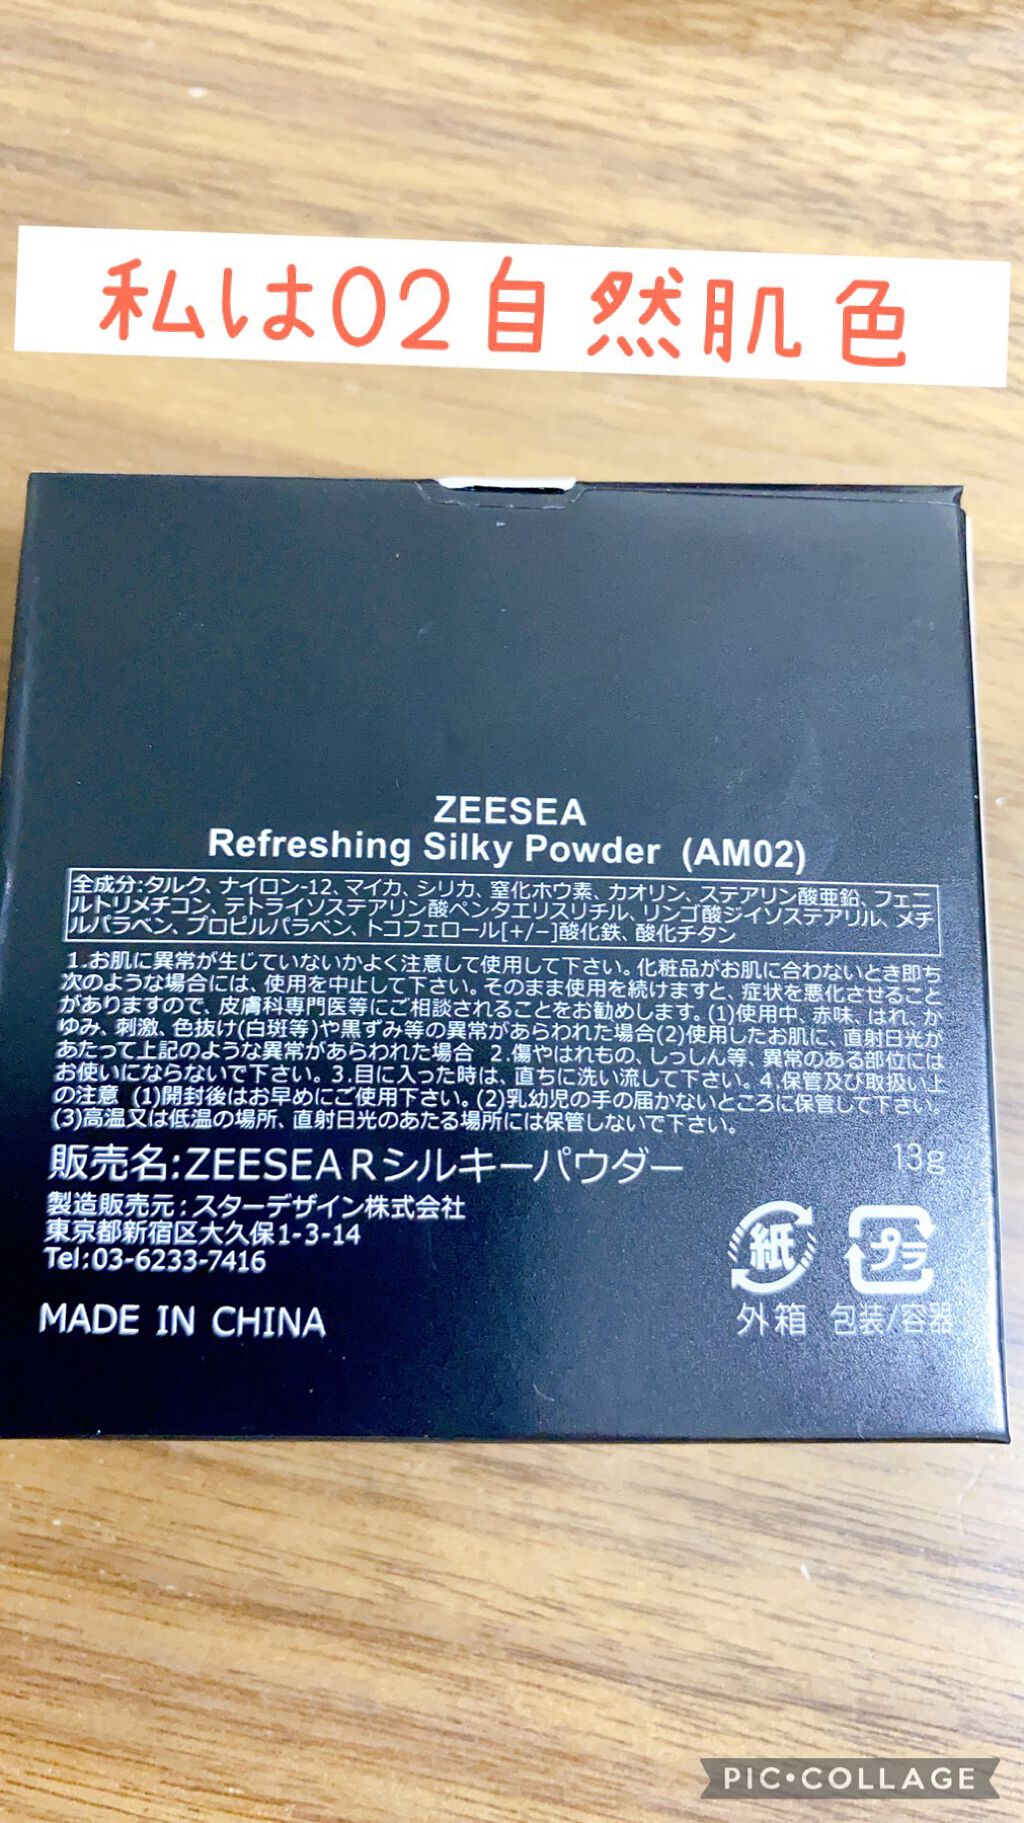 私は02自然肌色
ZEESEA
Refreshing Silky Powder (AM02)
全成分:タルク、ナイロン-12、マイカ、シリカ、窒化ホウ素、カオリン、ステアリン酸亜鉛、フェニ
ルトリメチコン、テトライソステアリン酸ペンタエリスリチル、リンゴ酸ジイソステアリル、メチ
ルパラベン、プロピルパラベン、トコフェロール[+/−]酸化鉄、酸化チタン
1.お肌に異常が生じていないかよく注意して使用して下さい。化粧品がお肌に合わないとき即ち
次のような場合には、使用を中止して下さい。そのまま使用を続けますと、症状を悪化させること
がありますので、皮膚科専門医等にご相談されることをお勧めします。(1)使用中、赤味、はれ、か
ゆみ、刺激、色抜け(白斑等)や黒ずみ等の異常があらわれた場合(2)使用したお肌に、直射日光が
あたって上記のような異常があらわれた場合 2.傷やはれもの、しっしん等、異常のある部位には
お使いにならないで下さい。3.目に入った時は、直ちに洗い流して下さい。4.保管及び取扱い上
の注意 (1)開封後はお早めにご使用下さい。(2)乳幼児の手の届かないところに保管して下さい。
(3)高温又は低温の場所、直射日光のあたる場所には保管しないで下さい。
販売名:ZEESEA Rシルキーパウダー
13g
製造販売元:スターデザイン株式会社
東京都新宿区大久保1-3-14
Tel:03-6233-7416
MADE IN CHINA
紙 プラ
外箱 包装/容器
PIC•COLLAGE